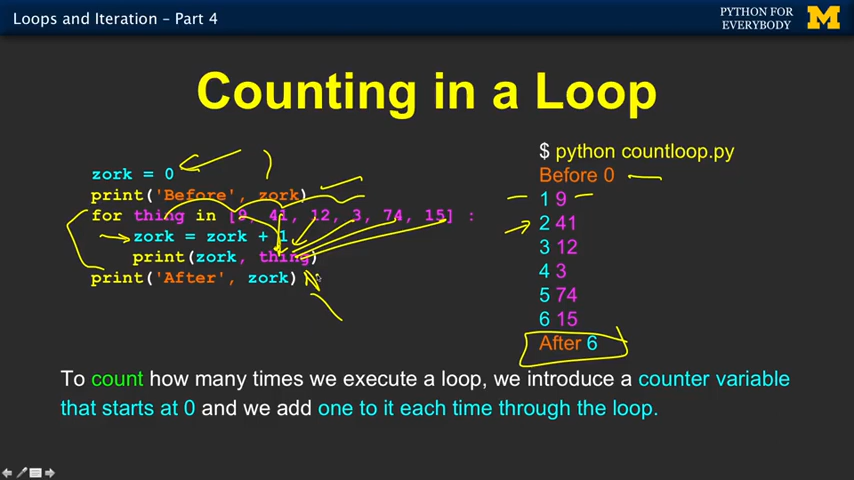 Loops and Iteration – Part 4
PYTHON FOR
EVERYBODY
M
Counting in a Loop
zork = 0
print('Before', zork)
for thing in [9, 41, 12, 3, 74, 15] :
zork = zork + 1
print(zork, thing)
print('After', zork)
$ python countloop.py
Before 0
1 9
2 41
3 12
4 3
5 74
6 15
After 6
To count how many times we execute a loop, we introduce a counter variable
that starts at 0 and we add one to it each time through the loop.